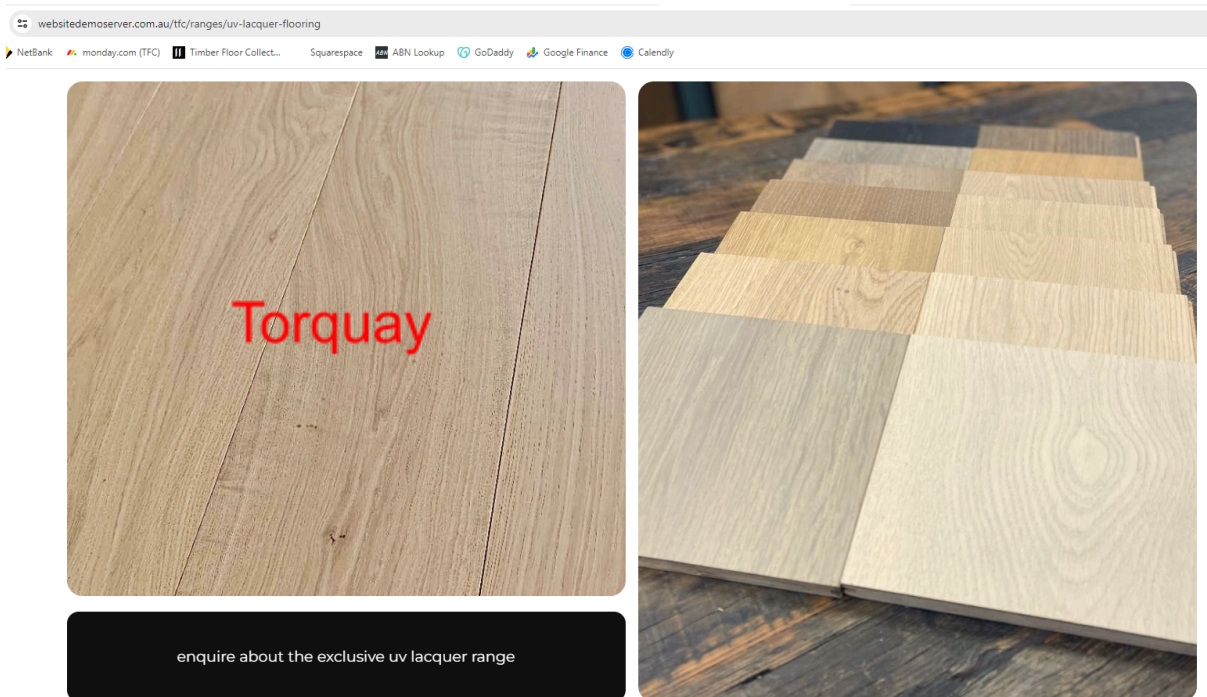 websitedemoserver.com.au/tfc/ranges/uv-lacquer-flooring
NetBank monday.com (TFC) Timber Floor Collect... Squarespace ABN ABN Lookup GoDaddy Google Finance Calendly
Torquay
enquire about the exclusive uv lacquer range